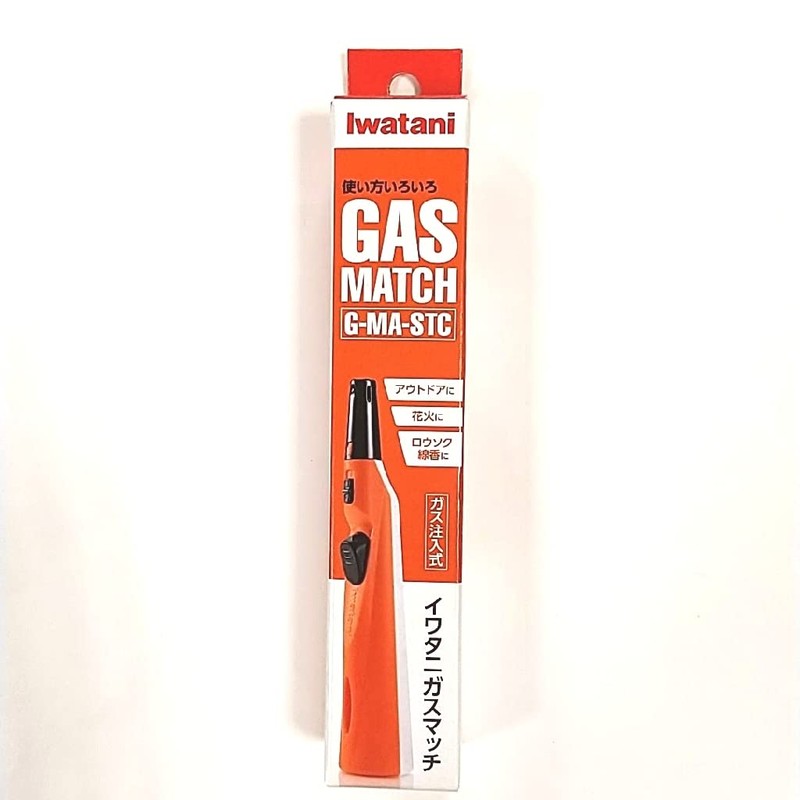 Iwatani
使い方いろいろ
GAS
MATCH
G-MA-STC
アウトドアに
花火に
ロウソク
線香に
ガス注入式
イワタニガスマッチ